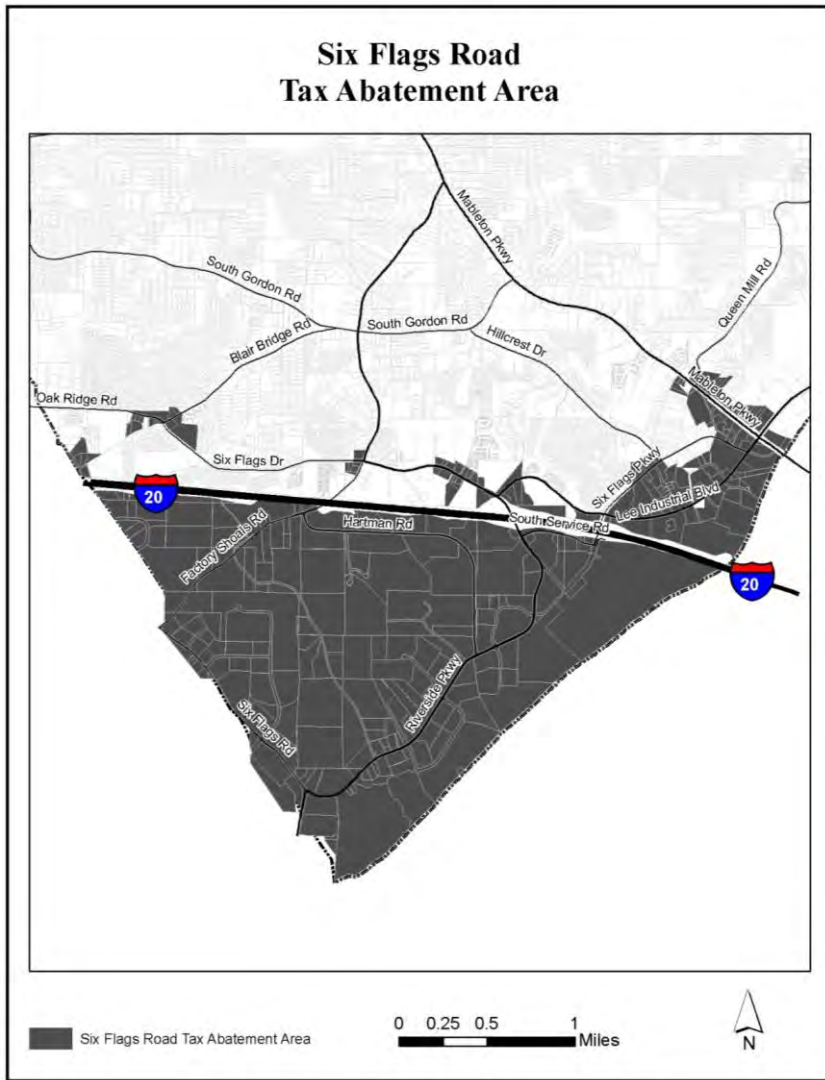 Six Flags Road
Tax Abatement Area
Mableton Pkwy
Queen Mill Rd
South Gordon Rd
South Gordon Rd
Blair Bridge Rd
Hillcrest Dr
Mableton Pkwy
Oak Ridge Rd
Six Flags Dr
Six Flags Pkwy
20
Lee Industrial Blvd
South Service Rd
Hartman Rd
Factory Shoals Rd
20
Riverside Pkwy
Six Flags Rd
Six Flags Road Tax Abatement Area
0 0.25 0.5 1
Miles
N